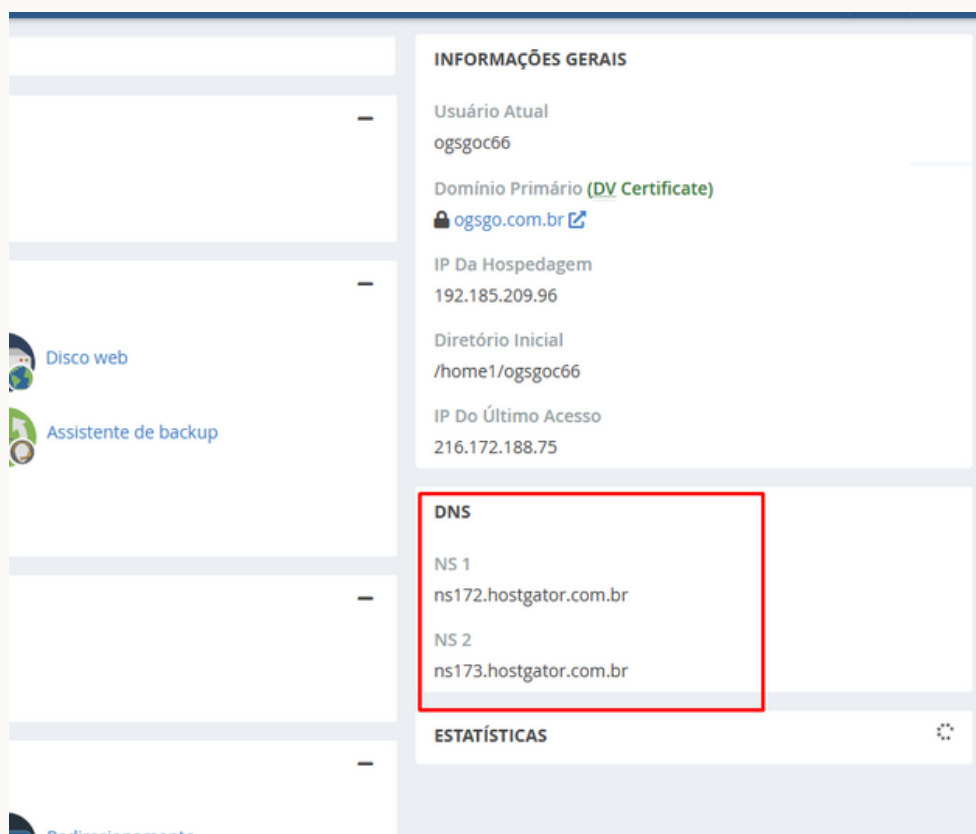 INFORMAÇÕES GERAIS
Usuário Atual
ogsgoc66
Domínio Primário (DV Certificate)
ogsgo.com.br
IP Da Hospedagem
192.185.209.96
Diretório Inicial
/home1/ogsgoc66
IP Do Último Acesso
216.172.188.75
Disco web
Assistente de backup
DNS
NS 1
ns172.hostgator.com.br
NS 2
ns173.hostgator.com.br
ESTATÍSTICAS